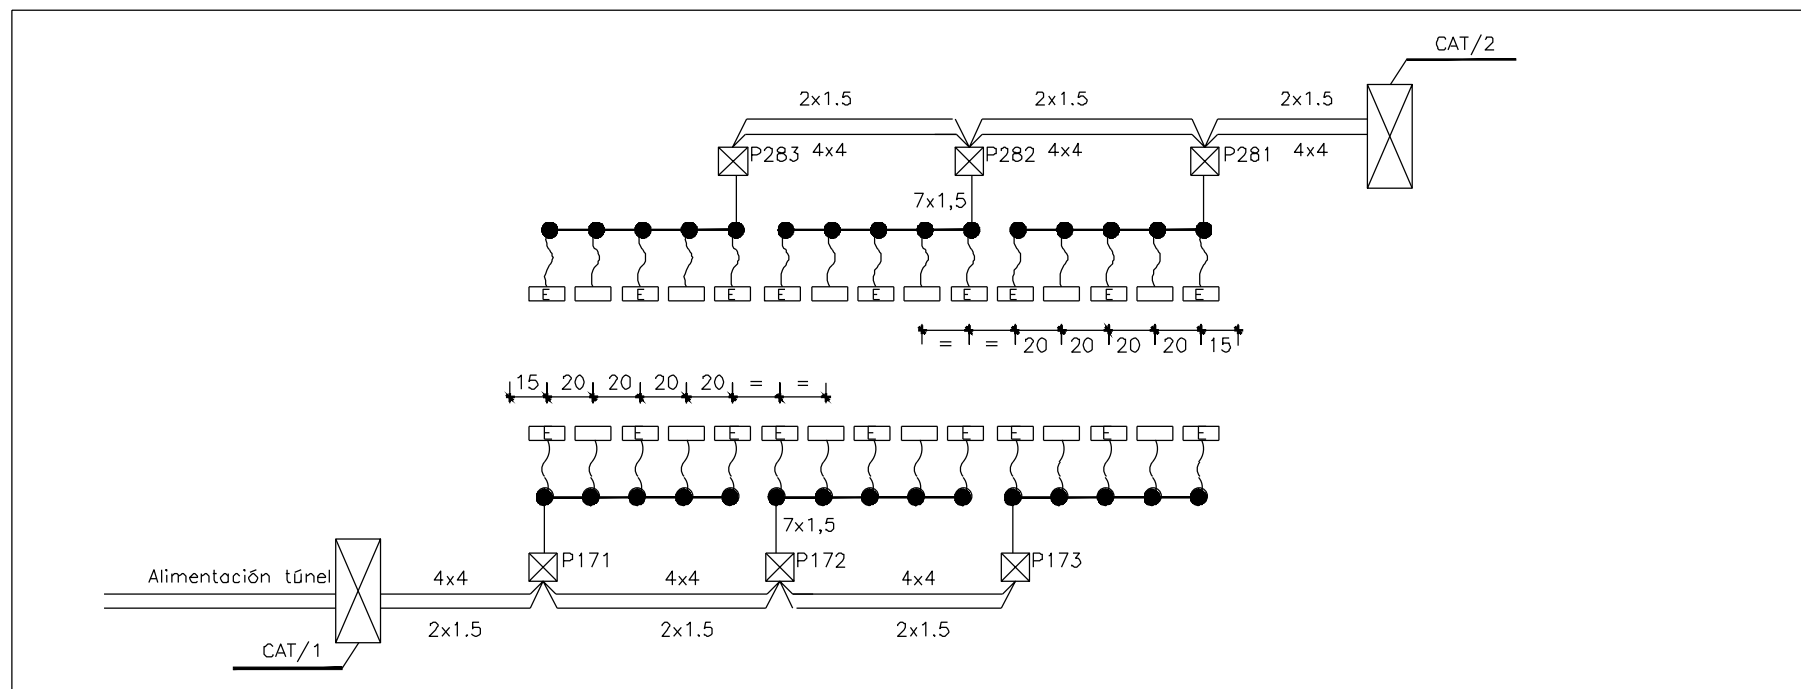 CAT/2
2x1.5 2x1.5 2x1.5
P283 4x4 P282 4x4 P281 4x4
7x1,5
E E E E E E E E E
= = 20 20 20 20 15
15 20 20 20 20 = =
E E E E E E E E E
7x1,5
P171 P172 P173
Alimentación túnel 4x4 4x4 4x4
2x1.5 2x1.5 2x1.5
CAT/1